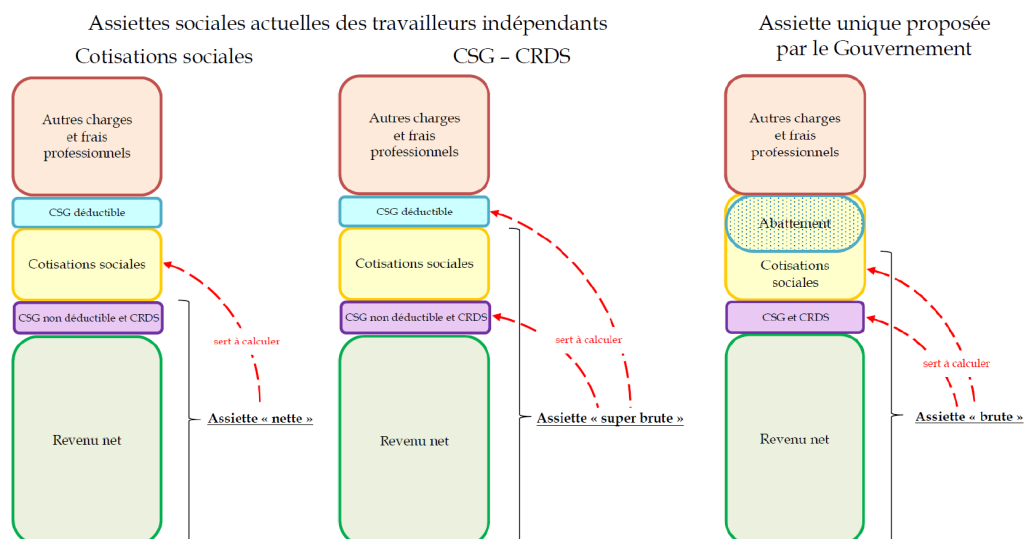 Assiettes sociales actuelles des travailleurs indépendants
Cotisations sociales
CSG – CRDS
Assiette unique proposée
par le Gouvernement
Autres charges
et frais
professionnels
CSG déductible
Cotisations sociales
CSG non déductible et CRDS
sert à calculer
Assiette « nette »
Revenu net
Autres charges
et frais
professionnels
CSG déductible
Cotisations sociales
CSG non déductible et CRDS
sert à calculer
Assiette « super brute »
Revenu net
Autres charges
et frais
professionnels
Abattement
Cotisations
sociales
CSG et CRDS
sert à calculer
Assiette « brute »
Revenu net